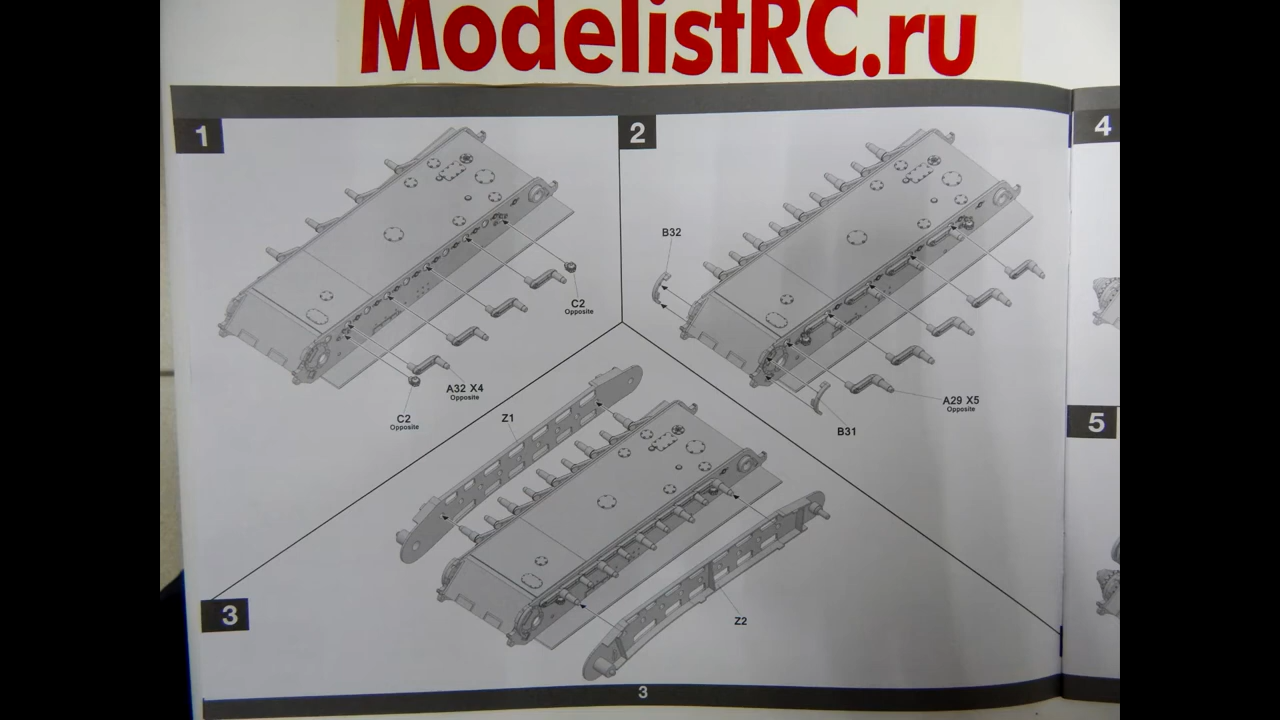 ModelistRC.ru
1
C2
Opposite
A32 X4
Opposite
C2
Opposite
2
B32
A29 X5
Opposite
B31
4
5
3
Z1
Z2
3